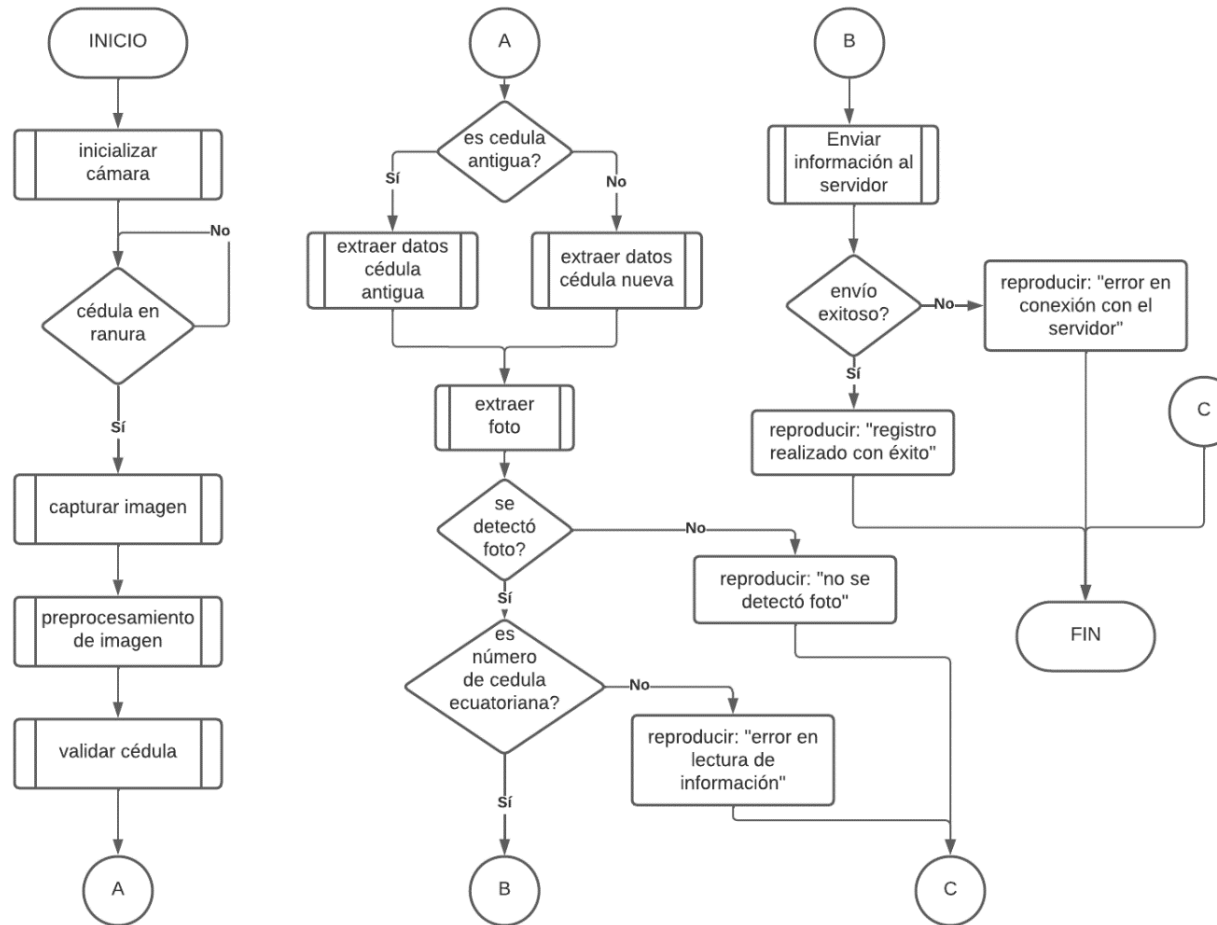 INICIO
inicializar
cámara
No
cédula en
ranura
Sí
capturar imagen
preprocesamiento
de imagen
validar cédula
A
A
es cedula
antigua?
Sí
No
extraer datos
cédula
antigua
extraer datos
cédula nueva
extraer
foto
se
detectó
foto?
No
Sí
reproducir: "no se
detectó foto"
es
número
de cedula
ecuatoriana?
No
reproducir: "error en
lectura de
información"
Sí
B
C
B
Enviar
información al
servidor
envío
exitoso?
No
reproducir: "error en
conexión con el
servidor"
Sí
reproducir: "registro
realizado con éxito"
C
FIN